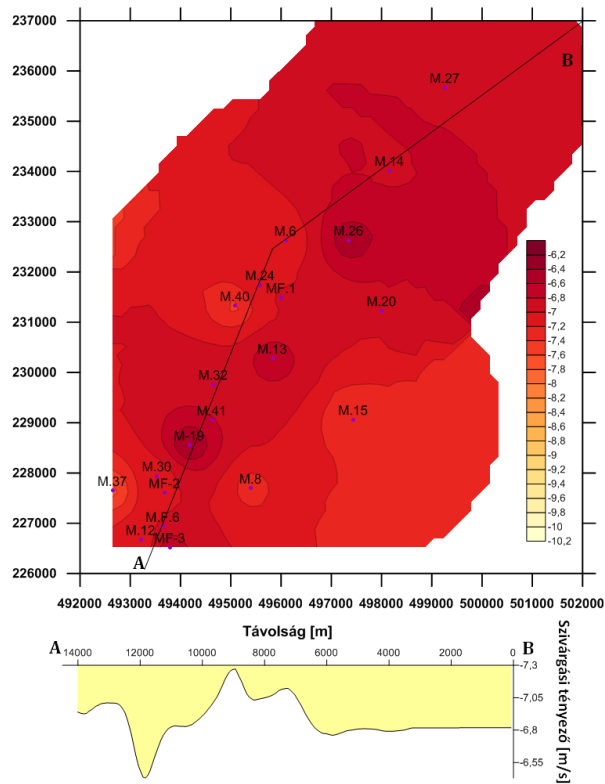 237000
236000
235000
234000
233000
232000
231000
230000
229000
228000
227000
226000
B
M.27
M.14
M.6
M.26
M.24
MF.1
M.40
M.20
M.13
M.32
M.41
M.15
M-19
M.30
M.37
MF-2
M.8
M.F.6
M.12
MF-3
A
-6,2
-6,4
-6,6
-6,8
-7
-7,2
-7,4
-7,6
-7,8
-8
-8,2
-8,4
-8,6
-8,8
-9
-9,2
-9,4
-9,6
-9,8
-10
-10,2
492000 493000 494000 495000 496000 497000 498000 499000 500000 501000 502000
Távolság [m]
A B
14000 12000 10000 8000 6000 4000 2000 0
-7,3
-7,05
-6,8
-6,55
Szivárgási tényező [m/s]